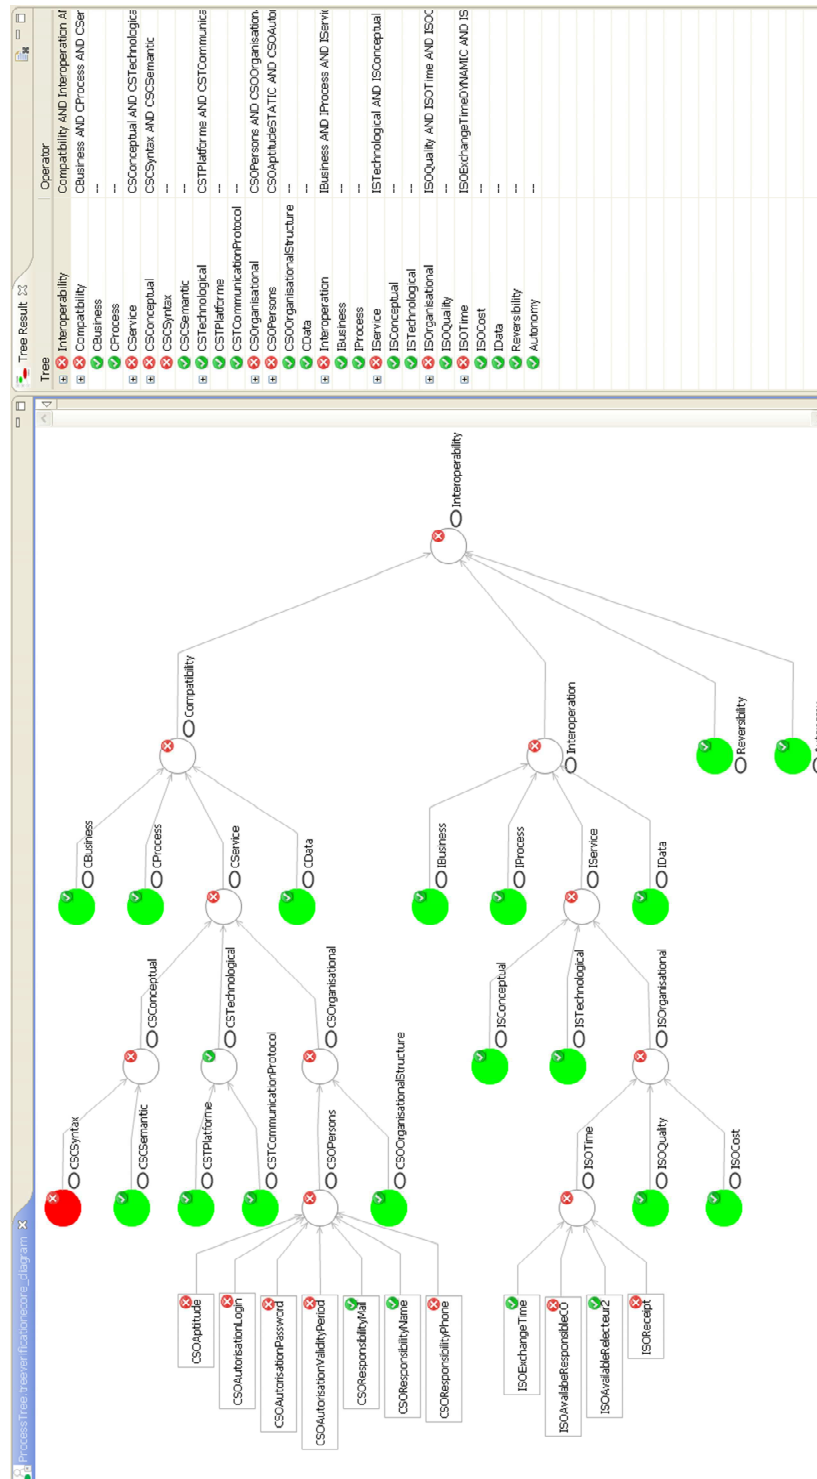 ProcessTree.treeverificationecore_diagram
Interoperability
Compatibility
Interoperation
Reversibility
CBusiness
CProcess
CService
CData
IBusiness
IProcess
IService
IData
CSConceptual
CSTechnological
CSOrganisational
ISConceptual
ISTechnological
ISOrganisational
CSCSyntax
CSCSemantic
CSTPlatforme
CSTCommunicationProtocol
CSOPersons
CSOOrganisationalStructure
ISOTime
ISOQuality
ISOCost
CSOAptitude
CSOAutorisationLogin
CSOAutorisationPassword
CSOAutorisationValidityPeriod
CSOResponsibilityMail
CSOResponsibilityName
CSOResponsibilityPhone
ISOExchangeTime
ISOAvailabeResponsibleCO
ISOAvailableRelecteur2
ISOReceipt
Tree Result
Tree Operator
Interoperability Compatibility AND Interoperation AI
Compatibility CBusiness AND CProcess AND CSer
CBusiness --
CProcess --
CService CSConceptual AND CSTechnologica
CSConceptual CSCSyntax AND CSCSemantic
CSCSyntax --
CSCSemantic --
CSTechnological CSTPlatforme AND CSTCommunica
CSTPlatforme --
CSTCommunicationProtocol --
CSOrganisational CSOPersons AND CSOOrganisation
CSOPersons CSOAptitudeSTATIC AND CSOAutor
CSOOrganisationalStructure --
CData --
Interoperation IBusiness AND IProcess AND IServic
IBusiness --
IProcess --
IService ISTechnological AND ISConceptual
ISConceptual --
ISTechnological --
ISOrganisational ISOQuality AND ISOTime AND ISOC
ISOQuality --
ISOTime ISOExchangeTimeDYNAMIC AND IS
ISOCost --
IData --
Reversibility --
Autonomy --